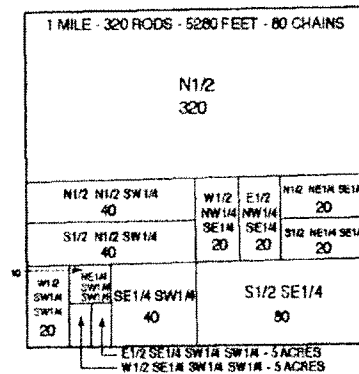 1 MILE - 320 RODS - 5280 FEET - 80 CHAINS
N1/2
320
N1/2 N1/2 SW1/4
40
S1/2 N1/2 SW1/4
40
W1/2
NW1/4
SE1/4
20
E1/2
NW1/4
SE1/4
20
N1/2 NE1/4 SE1/4
20
S1/2 NE1/4 SE1/4
20
10
W1/2
SW1/4
SW1/4
20
NE1/4
SW1/4
SW1/4
SE1/4 SW1/4
40
S1/2 SE1/4
80
E1/2 SE1/4 SW1/4 SW1/4 - 5 ACRES
W1/2 SE1/4 SW1/4 SW1/4 - 5 ACRES